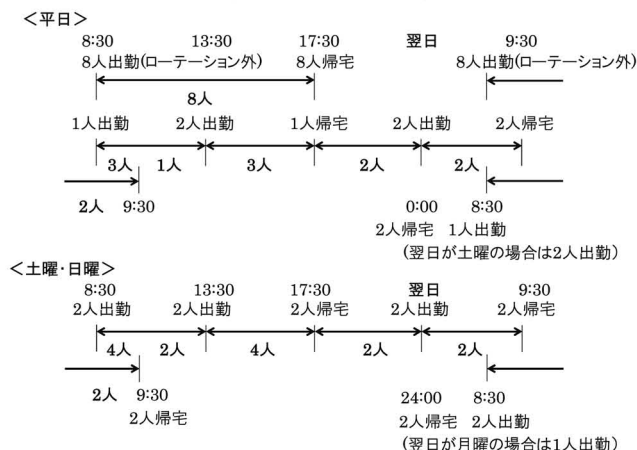 <平日>
8:30 13:30 17:30 翌日 9:30
8人出勤(ローテーション外) 8人帰宅 8人出勤(ローテーション外)
8人
1人出勤 2人出勤 1人帰宅 2人出勤 2人帰宅
3人 1人 3人 2人 2人
2人 9:30 0:00 8:30
2人帰宅 1人出勤
(翌日が土曜の場合は2人出勤)
<土曜・日曜>
8:30 13:30 17:30 翌日 9:30
2人出勤 2人出勤 2人帰宅 2人出勤 2人帰宅
4人 2人 4人 2人 2人
2人 9:30 24:00 8:30
2人帰宅 2人帰宅 2人出勤
(翌日が月曜の場合は1人出勤)